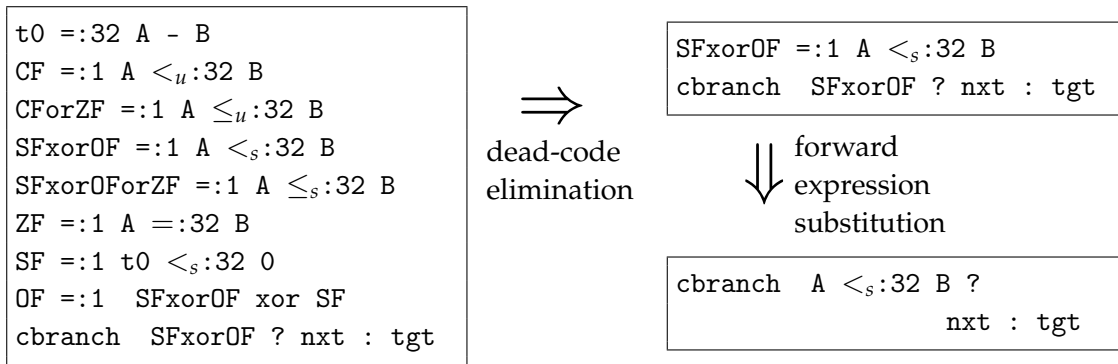 t0 =:32 A - B
CF =:1 A <u:32 B
CForZF =:1 A ≤u:32 B
SFxorOF =:1 A <s:32 B
SFxorOForZF =:1 A ≤s:32 B
ZF =:1 A =:32 B
SF =:1 t0 <s:32 0
OF =:1 SFxorOF xor SF
cbranch SFxorOF ? nxt : tgt
⇒
dead-code
elimination
SFxorOF =:1 A <s:32 B
cbranch SFxorOF ? nxt : tgt
⇓
forward
expression
substitution
cbranch A <s:32 B ?
nxt : tgt